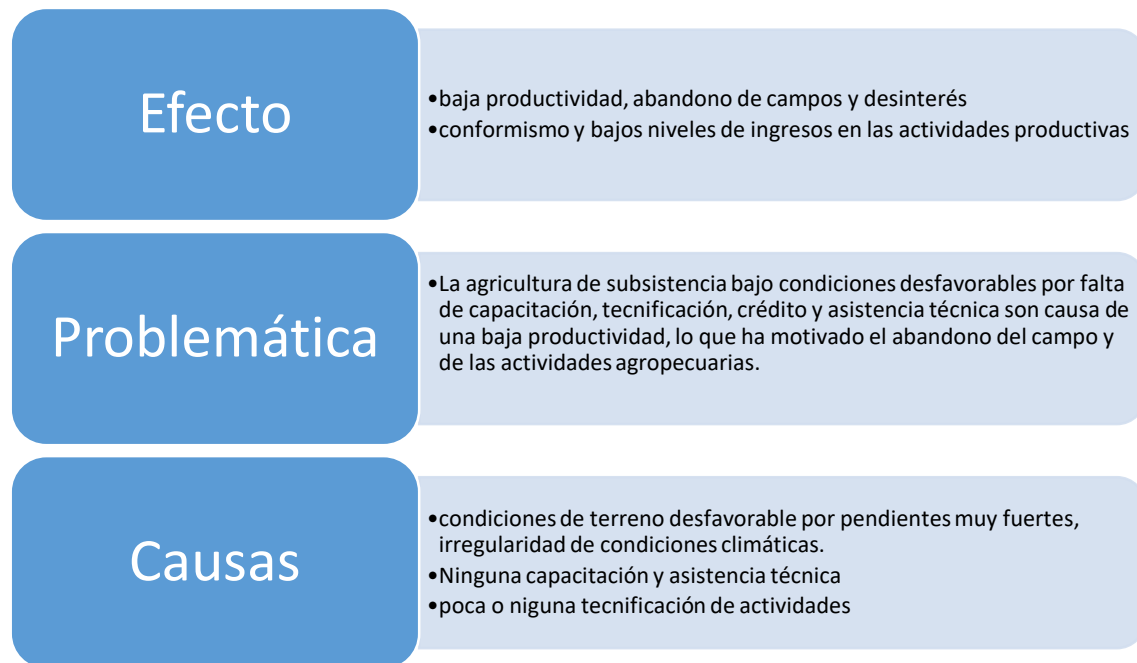 Efecto
•baja productividad, abandono de campos y desinterés
•conformismo y bajos niveles de ingresos en las actividades productivas
Problemática
•La agricultura de subsistencia bajo condiciones desfavorables por falta
de capacitación, tecnificación, crédito y asistencia técnica son causa de
una baja productividad, lo que ha motivado el abandono del campo y
de las actividades agropecuarias.
Causas
•condiciones de terreno desfavorable por pendientes muy fuertes,
irregularidad de condiciones climáticas.
•Ninguna capacitación y asistencia técnica
•poca o niguna tecnificación de actividades